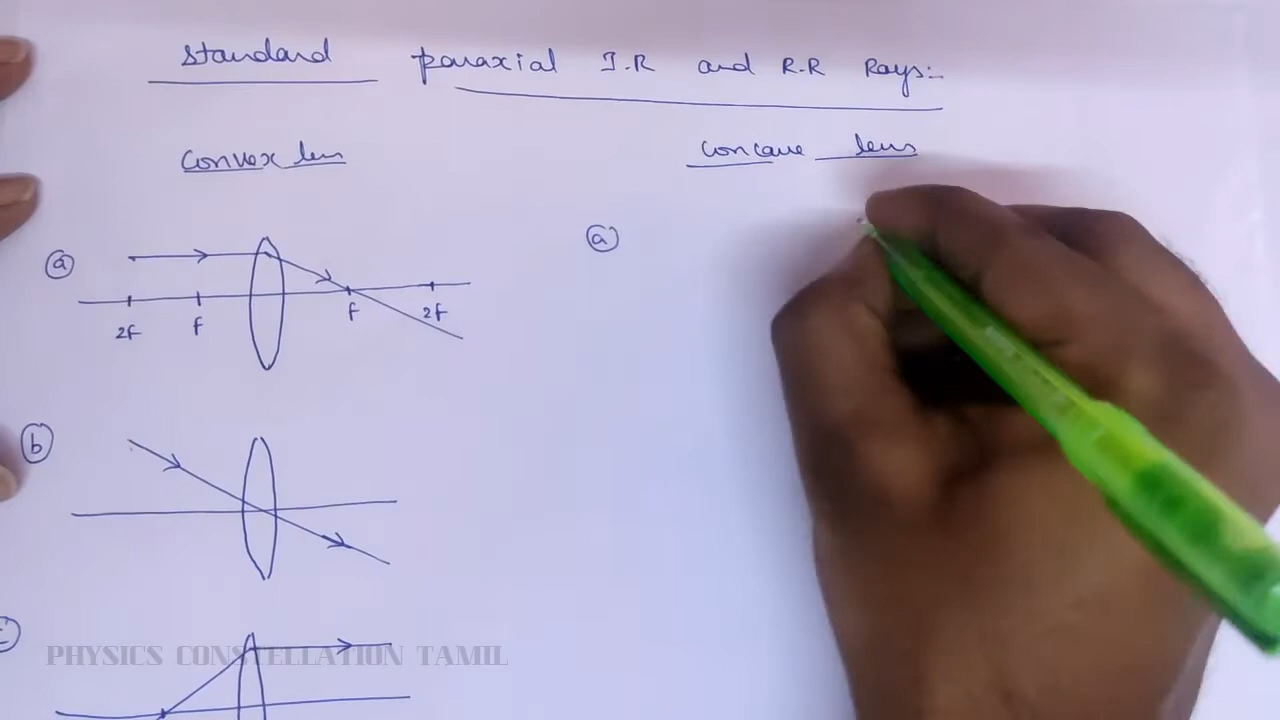 Standard paraxial I.R and R.R Rays:-
Convex lens
Concave lens
(a)
2f f f 2f
(a)
(b)
PHYSICS CONSTELLATION TAMIL